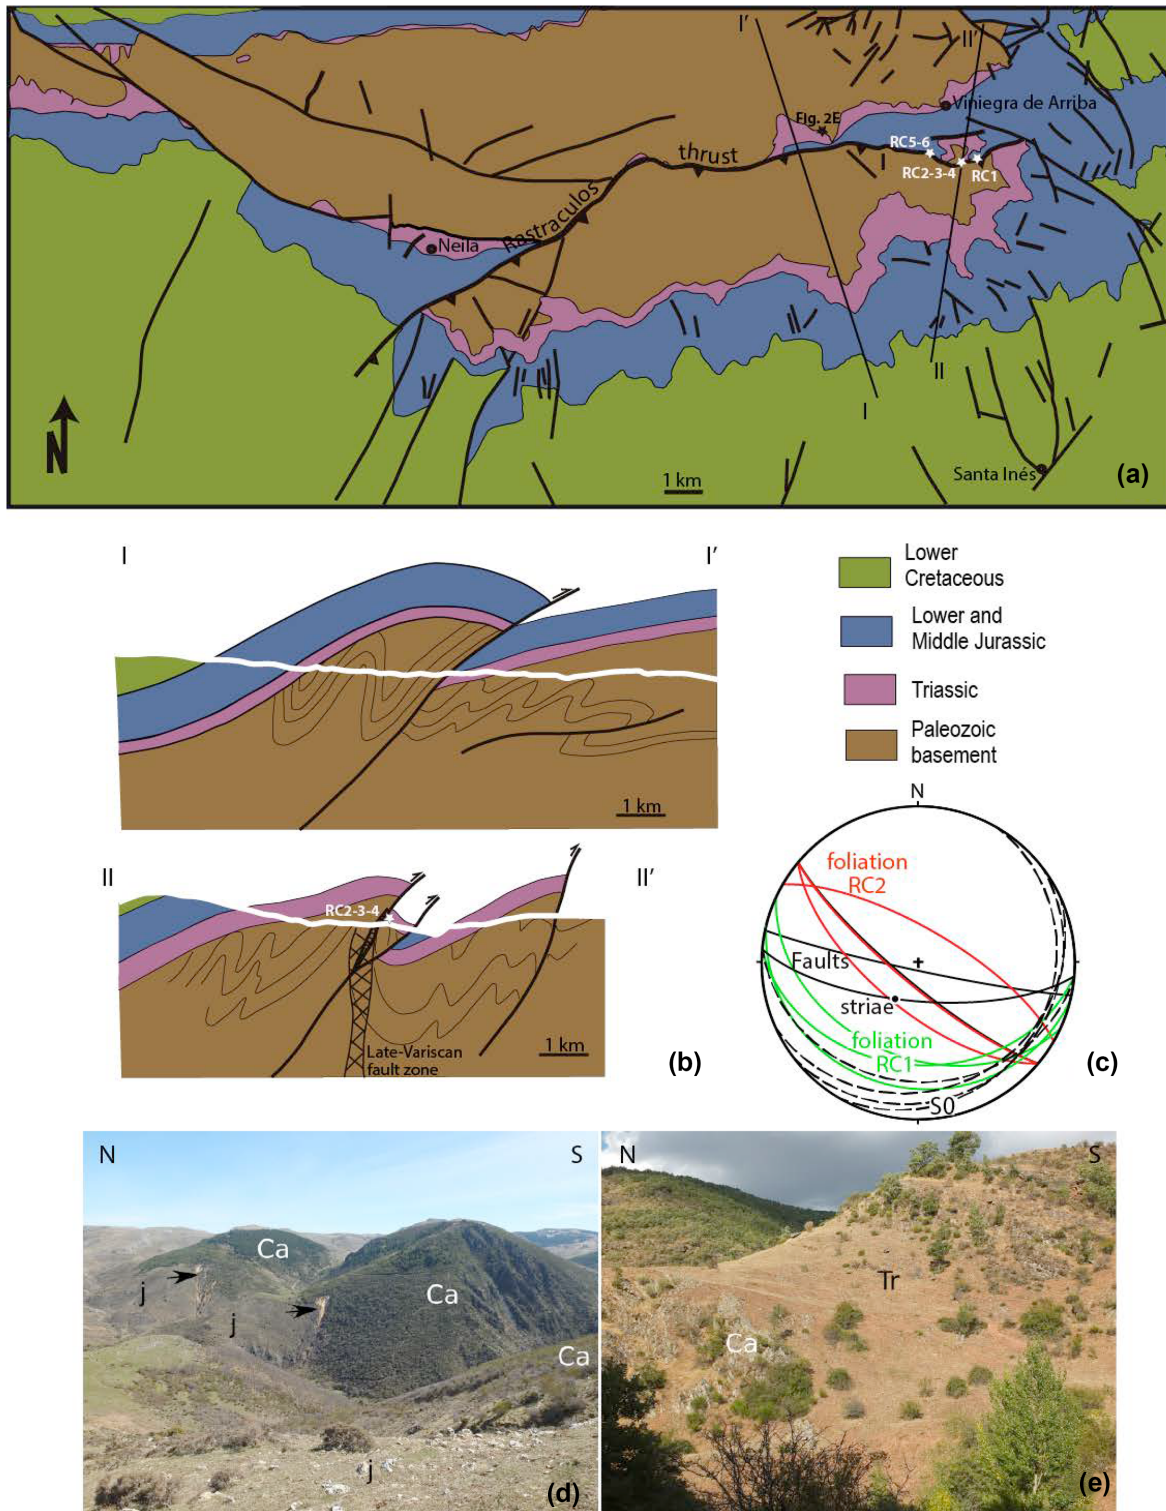 I'
II'
Viniegra de Arriba
Fig. 2E
RC5-6
thrust
RC2-3-4
RC1
Rastraculos
Neila
II
I
N
Santa Inés
1 km
(a)
I
I'
Lower
Cretaceous
Lower and
Middle Jurassic
Triassic
Paleozoic
basement
1 km
II
II'
RC2-3-4
Late-Variscan
fault zone
1 km
(b)
N
foliation
RC2
Faults
striae
foliation
RC1
S0
(c)
N
S
Ca
j
j
Ca
Ca
j
(d)
N
S
Tr
Ca
(e)